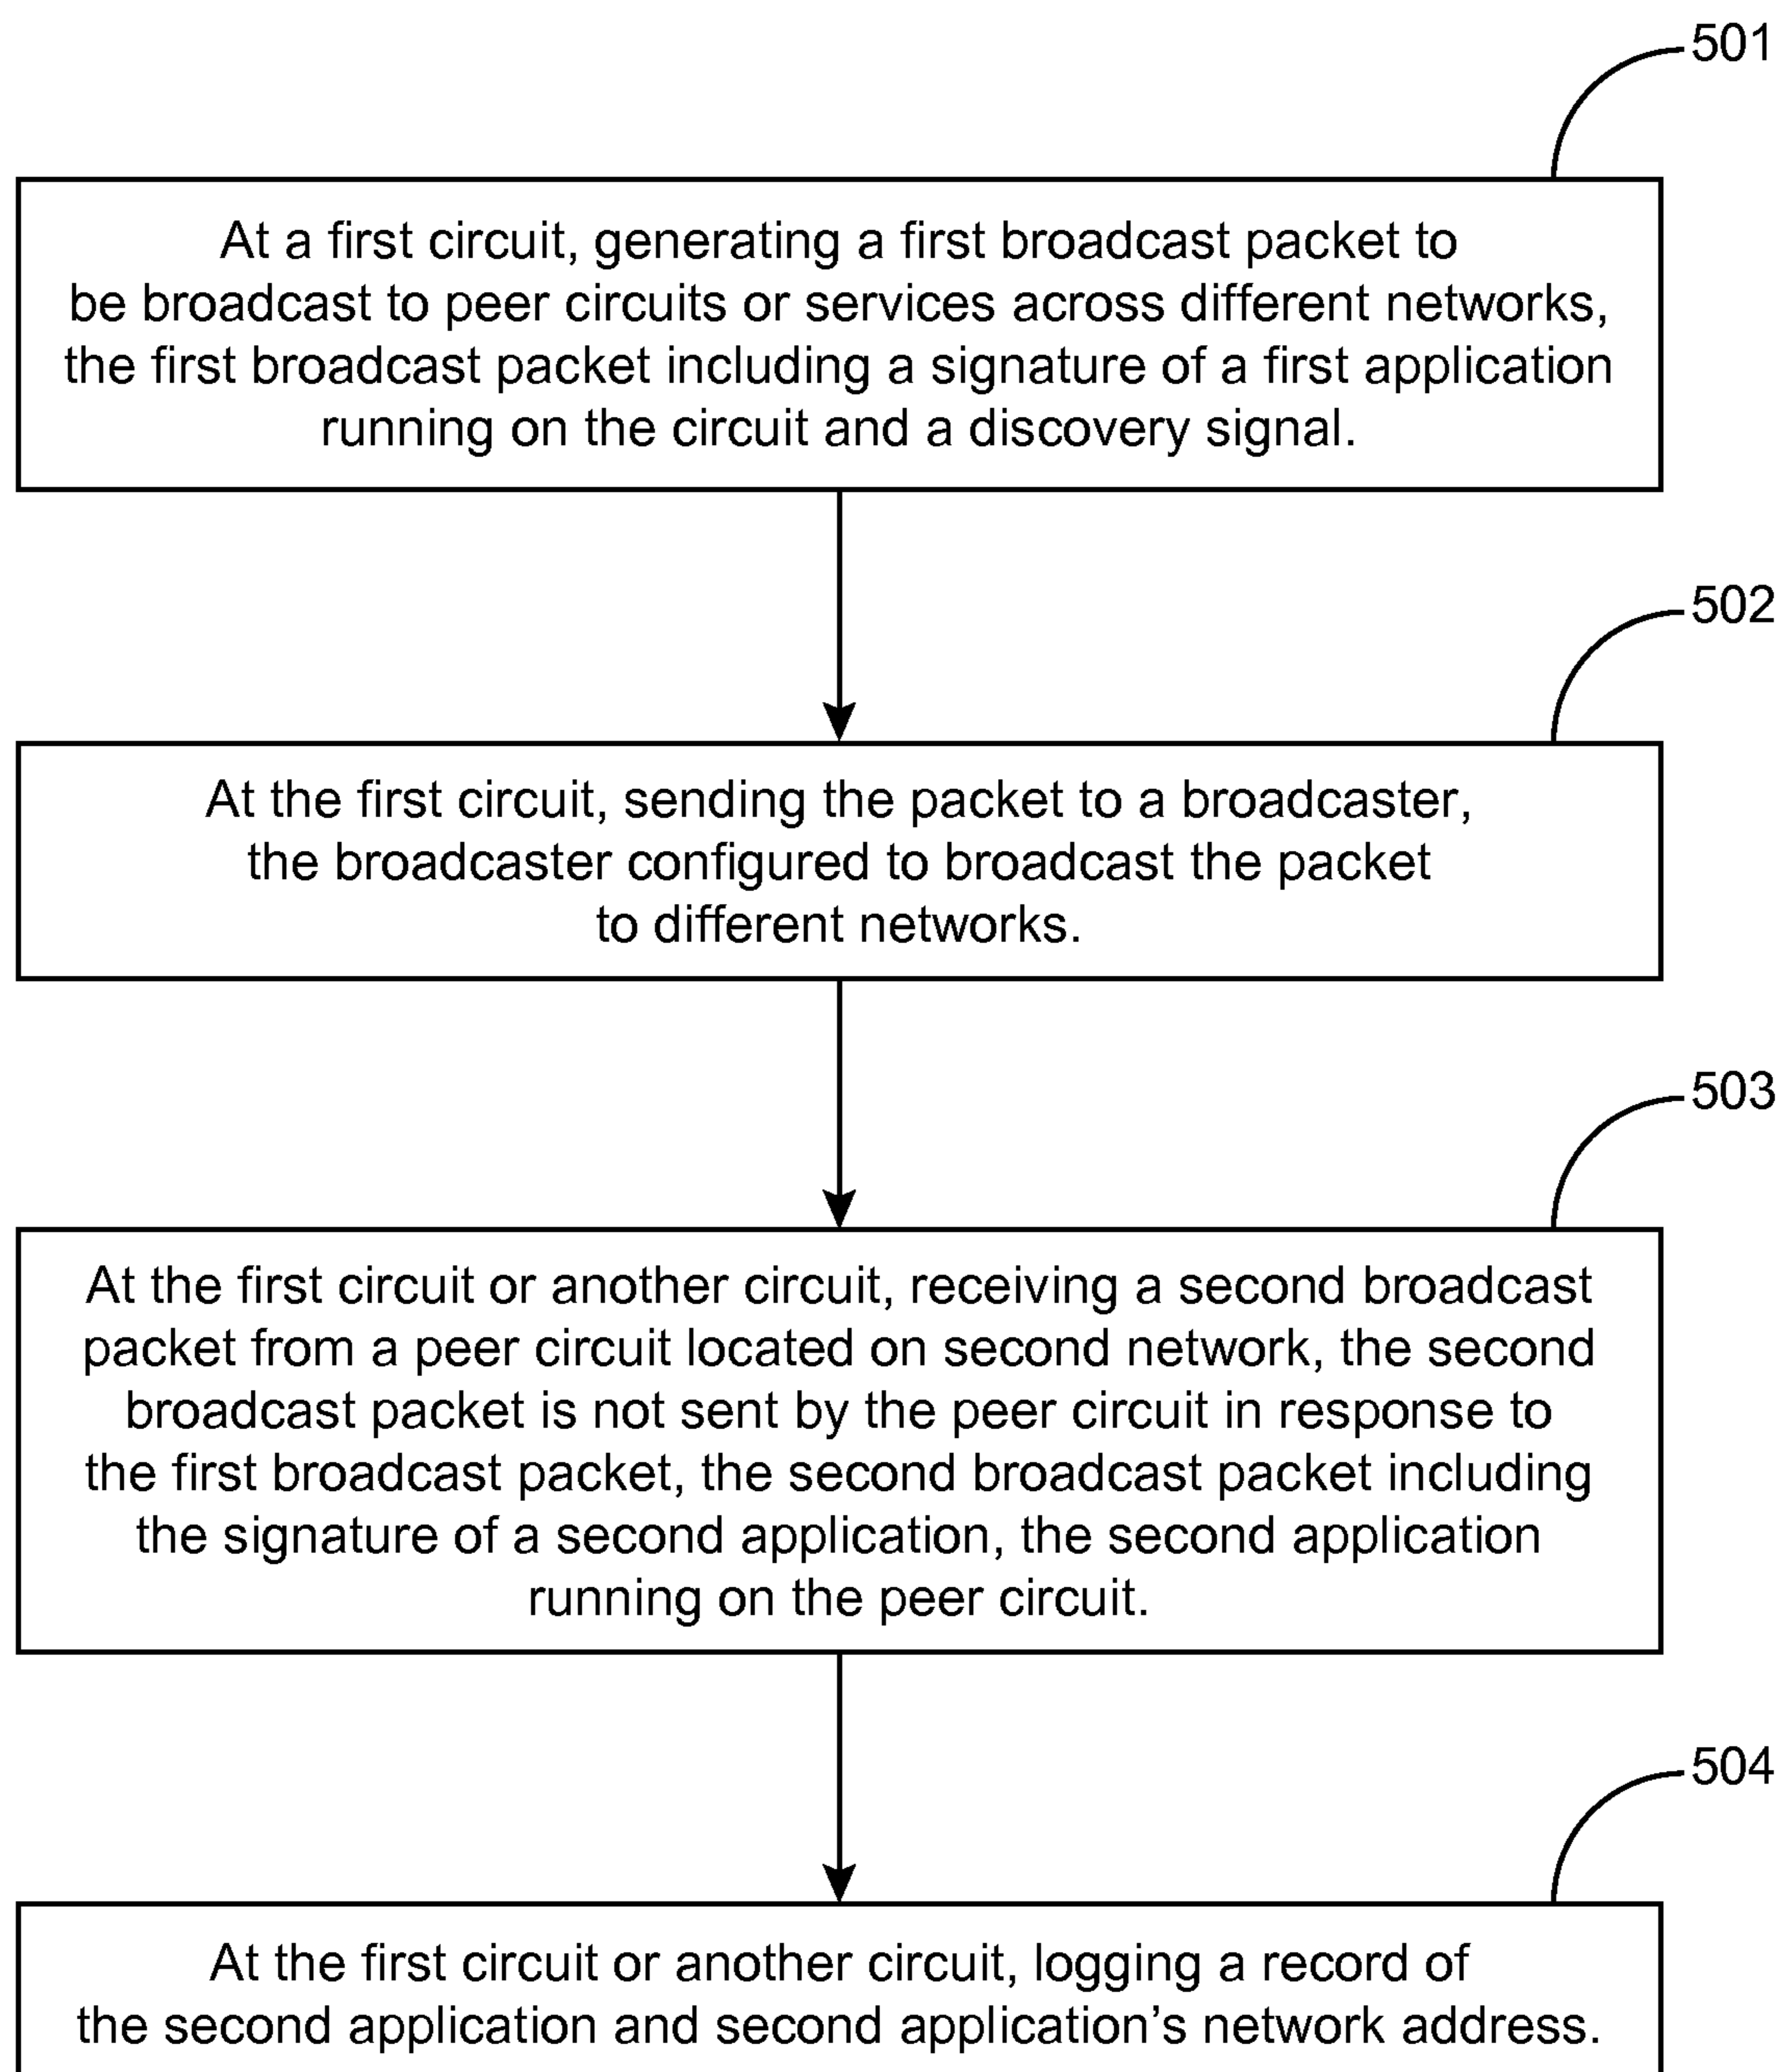 501
At a first circuit, generating a first broadcast packet to
be broadcast to peer circuits or services across different networks,
the first broadcast packet including a signature of a first application
running on the circuit and a discovery signal.
502
At the first circuit, sending the packet to a broadcaster,
the broadcaster configured to broadcast the packet
to different networks.
503
At the first circuit or another circuit, receiving a second broadcast
packet from a peer circuit located on second network, the second
broadcast packet is not sent by the peer circuit in response to
the first broadcast packet, the second broadcast packet including
the signature of a second application, the second application
running on the peer circuit.
504
At the first circuit or another circuit, logging a record of
the second application and second application's network address.